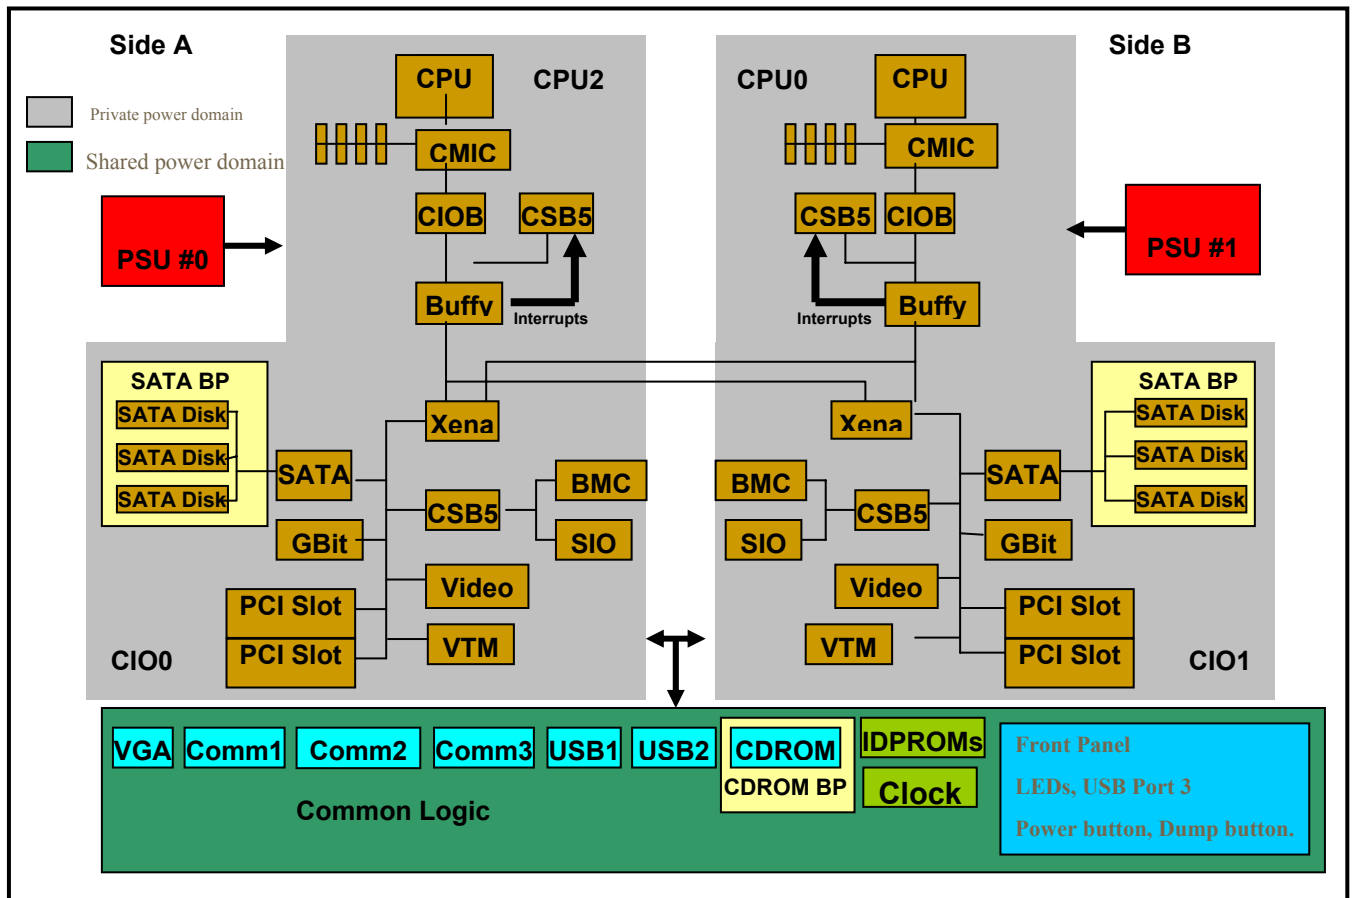 Side A
CPU2
CPU0
Side B
Private power domain
Shared power domain
CPU
CMIC
CIOB
CSB5
Buffy
Interrupts
PSU #0
CPU
CMIC
CSB5
CIOB
Buffy
Interrupts
PSU #1
SATA BP
SATA Disk
SATA Disk
SATA Disk
Xena
SATA
GBit
CSB5
BMC
SIO
Video
PCI Slot
PCI Slot
VTM
CIO0
Xena
SATA BP
SATA Disk
SATA Disk
SATA Disk
SATA
BMC
SIO
CSB5
GBit
Video
PCI Slot
PCI Slot
VTM
CIO1
VGA
Comm1
Comm2
Comm3
USB1
USB2
CDROM
CDROM BP
IDPROMs
Clock
Common Logic
Front Panel
LEDs, USB Port 3
Power button, Dump button.